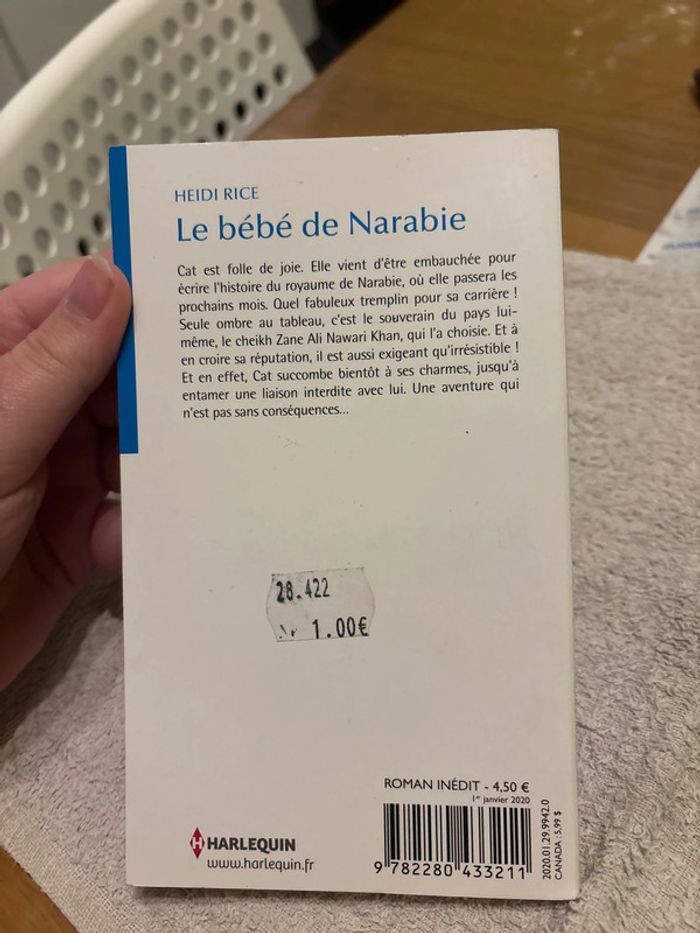 HEIDI RICE
Le bébé de Narabie
Cat est folle de joie. Elle vient d'être embauchée pour
écrire l'histoire du royaume de Narabie, où elle passera les
prochains mois. Quel fabuleux tremplin pour sa carrière !
Seule ombre au tableau, c'est le souverain du pays lui-
même, le cheikh Zane Ali Nawari Khan, qui l'a choisie. Et à
en croire sa réputation, il est aussi exigeant qu'irrésistible !
Et en effet, Cat succombe bientôt à ses charmes, jusqu'à
entamer une liaison interdite avec lui. Une aventure qui
n'est pas sans conséquences...
28.422
1.00€
ROMAN INÉDIT - 4,50 €
1er janvier 2020
HARLEQUIN
www.harlequin.fr
9 782280 433211
2020.01.29.9942.0
CANADA : 5,99 $